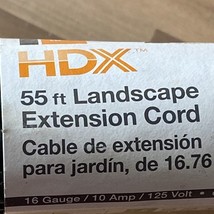 HDX™
55 ft Landscape
Extension Cord
Cable de extensión
para jardín, de 16.76
16 Gauge / 10 Amp / 125 Volt •